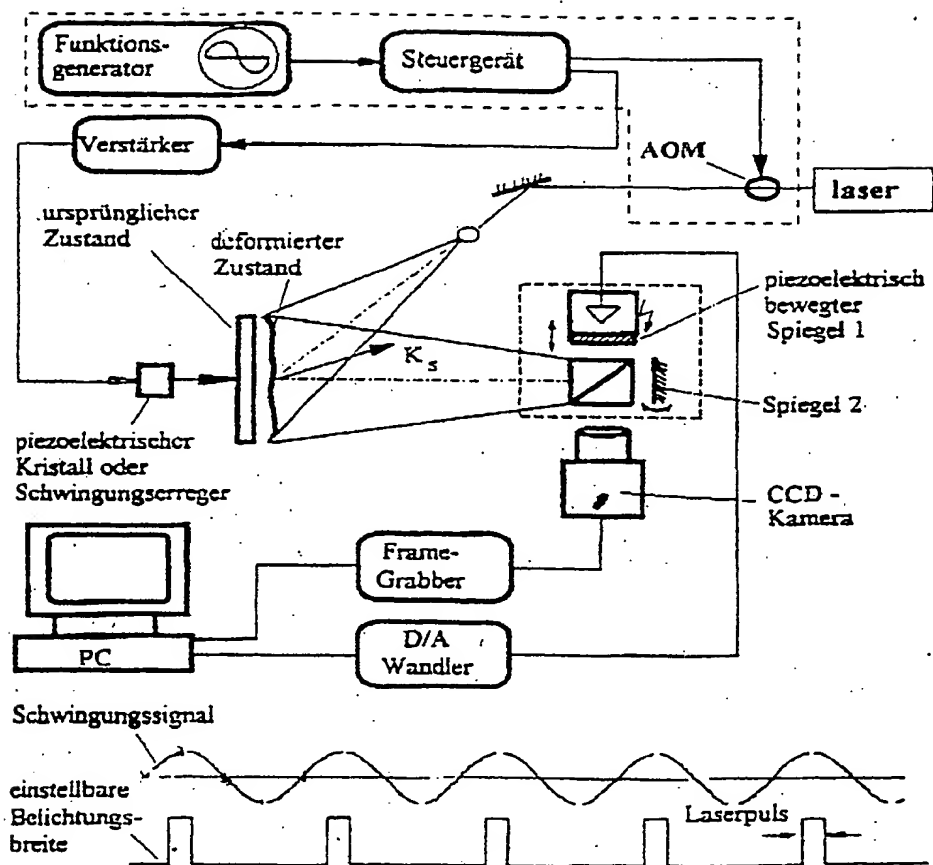 Funktions-
generator
Steuergerät
Verstärker
AOM
laser
ursprünglicher
Zustand
deformierter
Zustand
piezoelektrisch
bewegter
Spiegel 1
K s
Spiegel 2
piezoelektrischer
Kristall oder
Schwingungserreger
CCD -
Kamera
Frame-
Grabber
D/A
Wandler
PC
Schwingungssignal
einstellbare
Belichtungs-
breite
Laserpuls